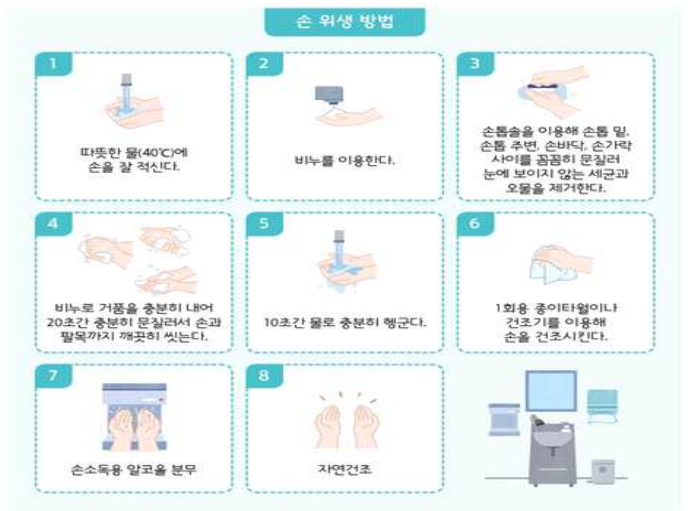 손 위생 방법
1
따뜻한 물(40℃)에
손을 잘 적신다.
2
비누를 이용한다.
3
손톱솔을 이용해 손톱 밑,
손톱 주변, 손바닥, 손가락
사이를 꼼꼼히 문질러
눈에 보이지 않는 세균과
오물을 제거한다.
4
비누로 거품을 충분히 내어
20초간 충분히 문질러서 손과
팔목까지 깨끗히 씻는다.
5
10초간 물로 충분히 헹군다.
6
1회용 종이타월이나
건조기를 이용해
손을 건조시킨다.
7
손소독용 알코올 분무
8
자연건조